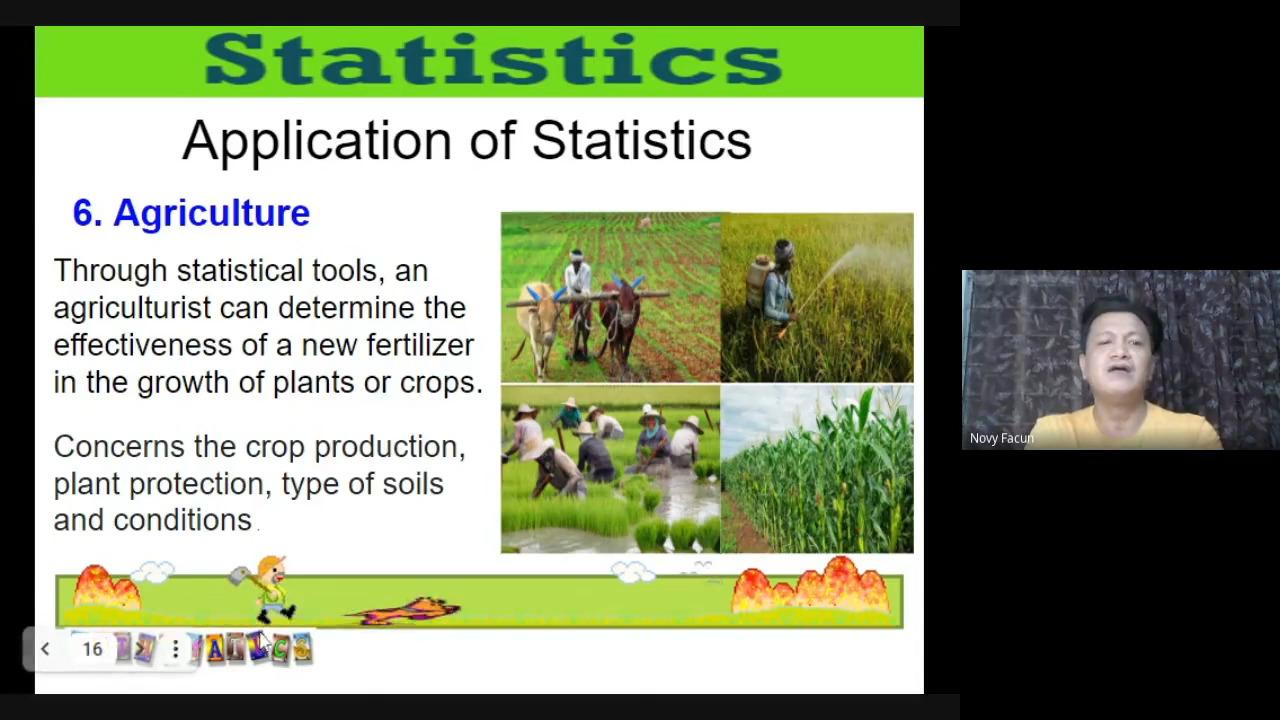 Statistics
Application of Statistics
6. Agriculture
Through statistical tools, an
agriculturist can determine the
effectiveness of a new fertilizer
in the growth of plants or crops.
Concerns the crop production,
plant protection, type of soils
and conditions
Novy Facun
16